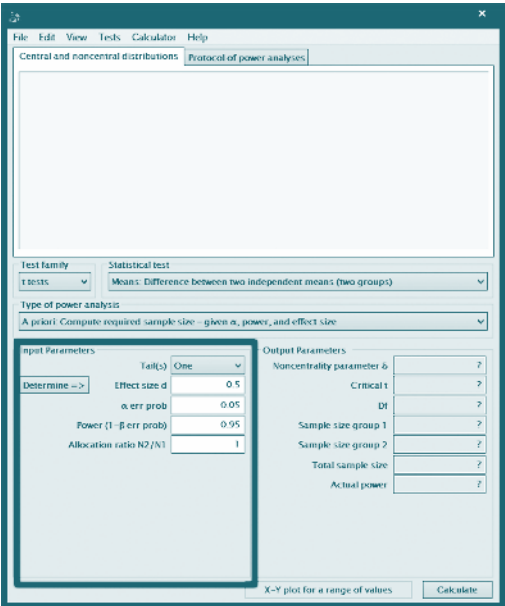 File Edit View Tests Calculator Help
Central and noncentral distributions Protocol of power analyses
Test family Statistical test
t tests Means: Difference between two independent means (two groups)
Type of power analysis
A priori: Compute required sample size – given α, power, and effect size
Input Parameters Output Parameters
Tail(s) One Noncentrality parameter δ ?
Determine => Effect size d 0.5 Critical t ?
α err prob 0.05 Df ?
Power (1–β err prob) 0.95 Sample size group 1 ?
Allocation ratio N2/N1 1 Sample size group 2 ?
Total sample size ?
Actual power ?
X–Y plot for a range of values Calculate